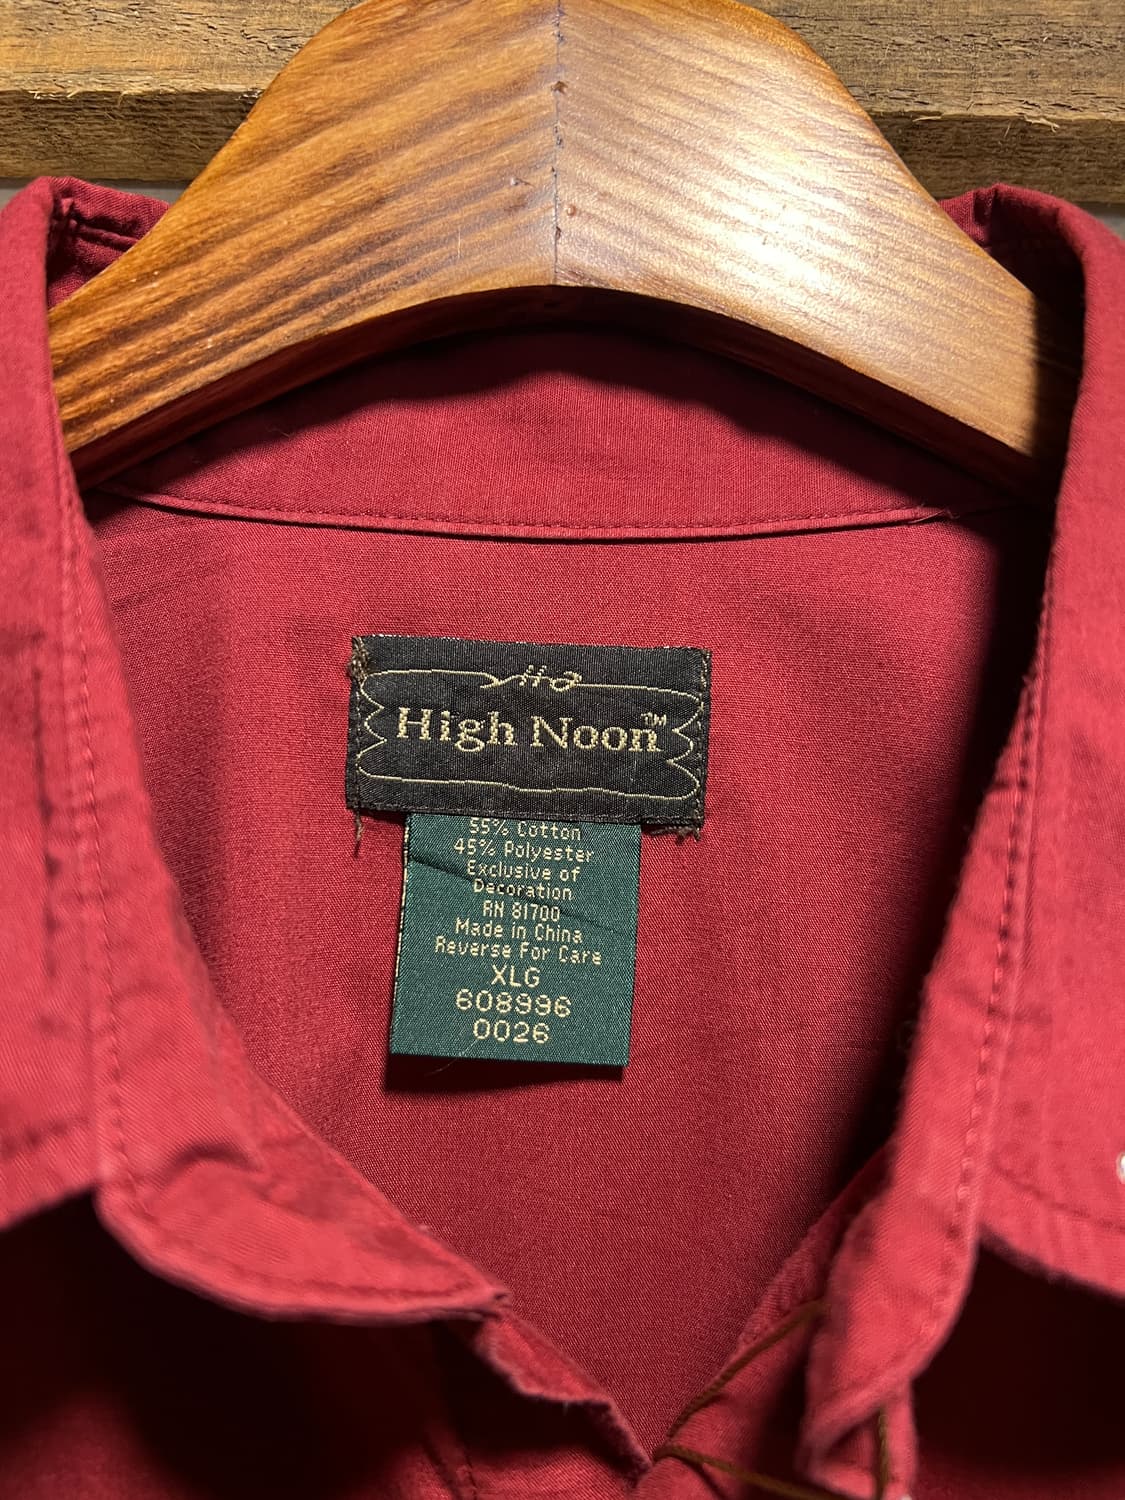 High Noon™
55% Cotton
45% Polyester
Exclusive of
Decoration
RN 81700
Made in China
Reverse For Care
XLG
608996
0026